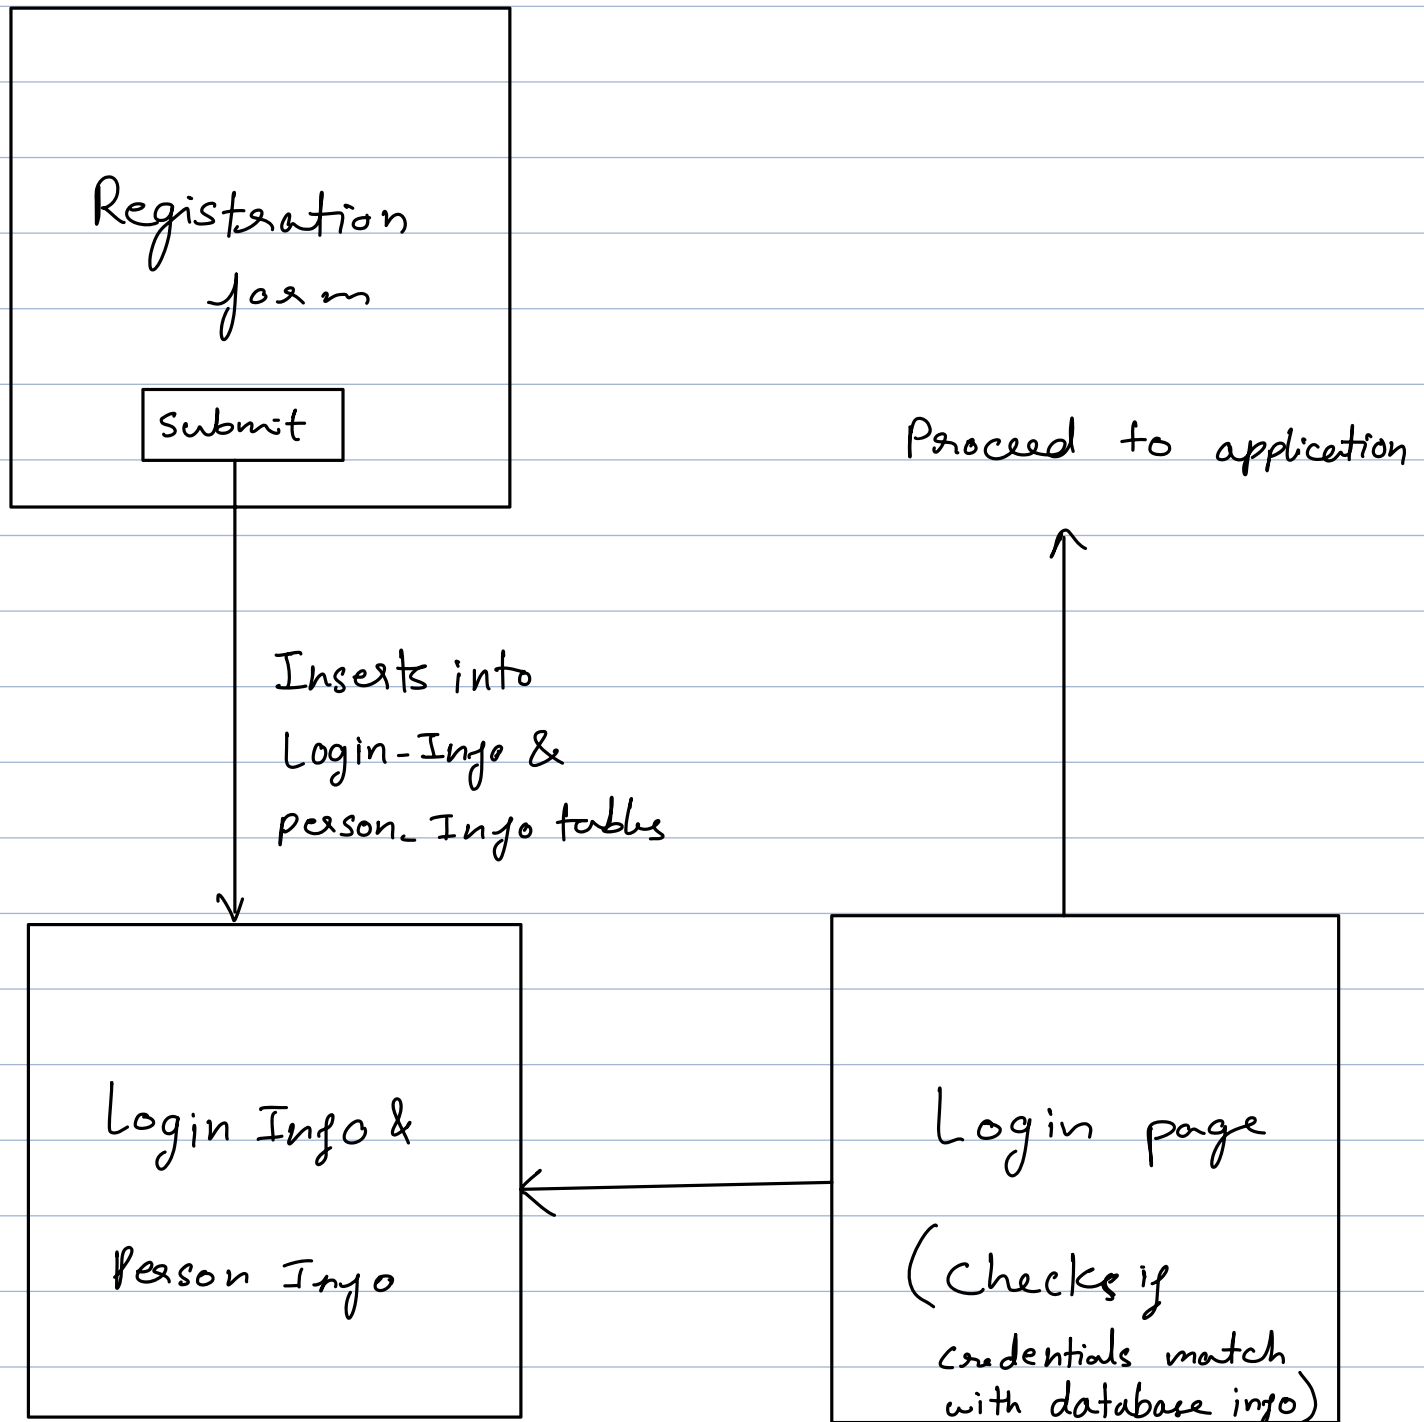 Registration
form
Submit
Proceed to application
Inserts into
Login-Info &
person_Info tables
Login Info &
Person Info
Login page
(Checks if
credentials match
with database info)